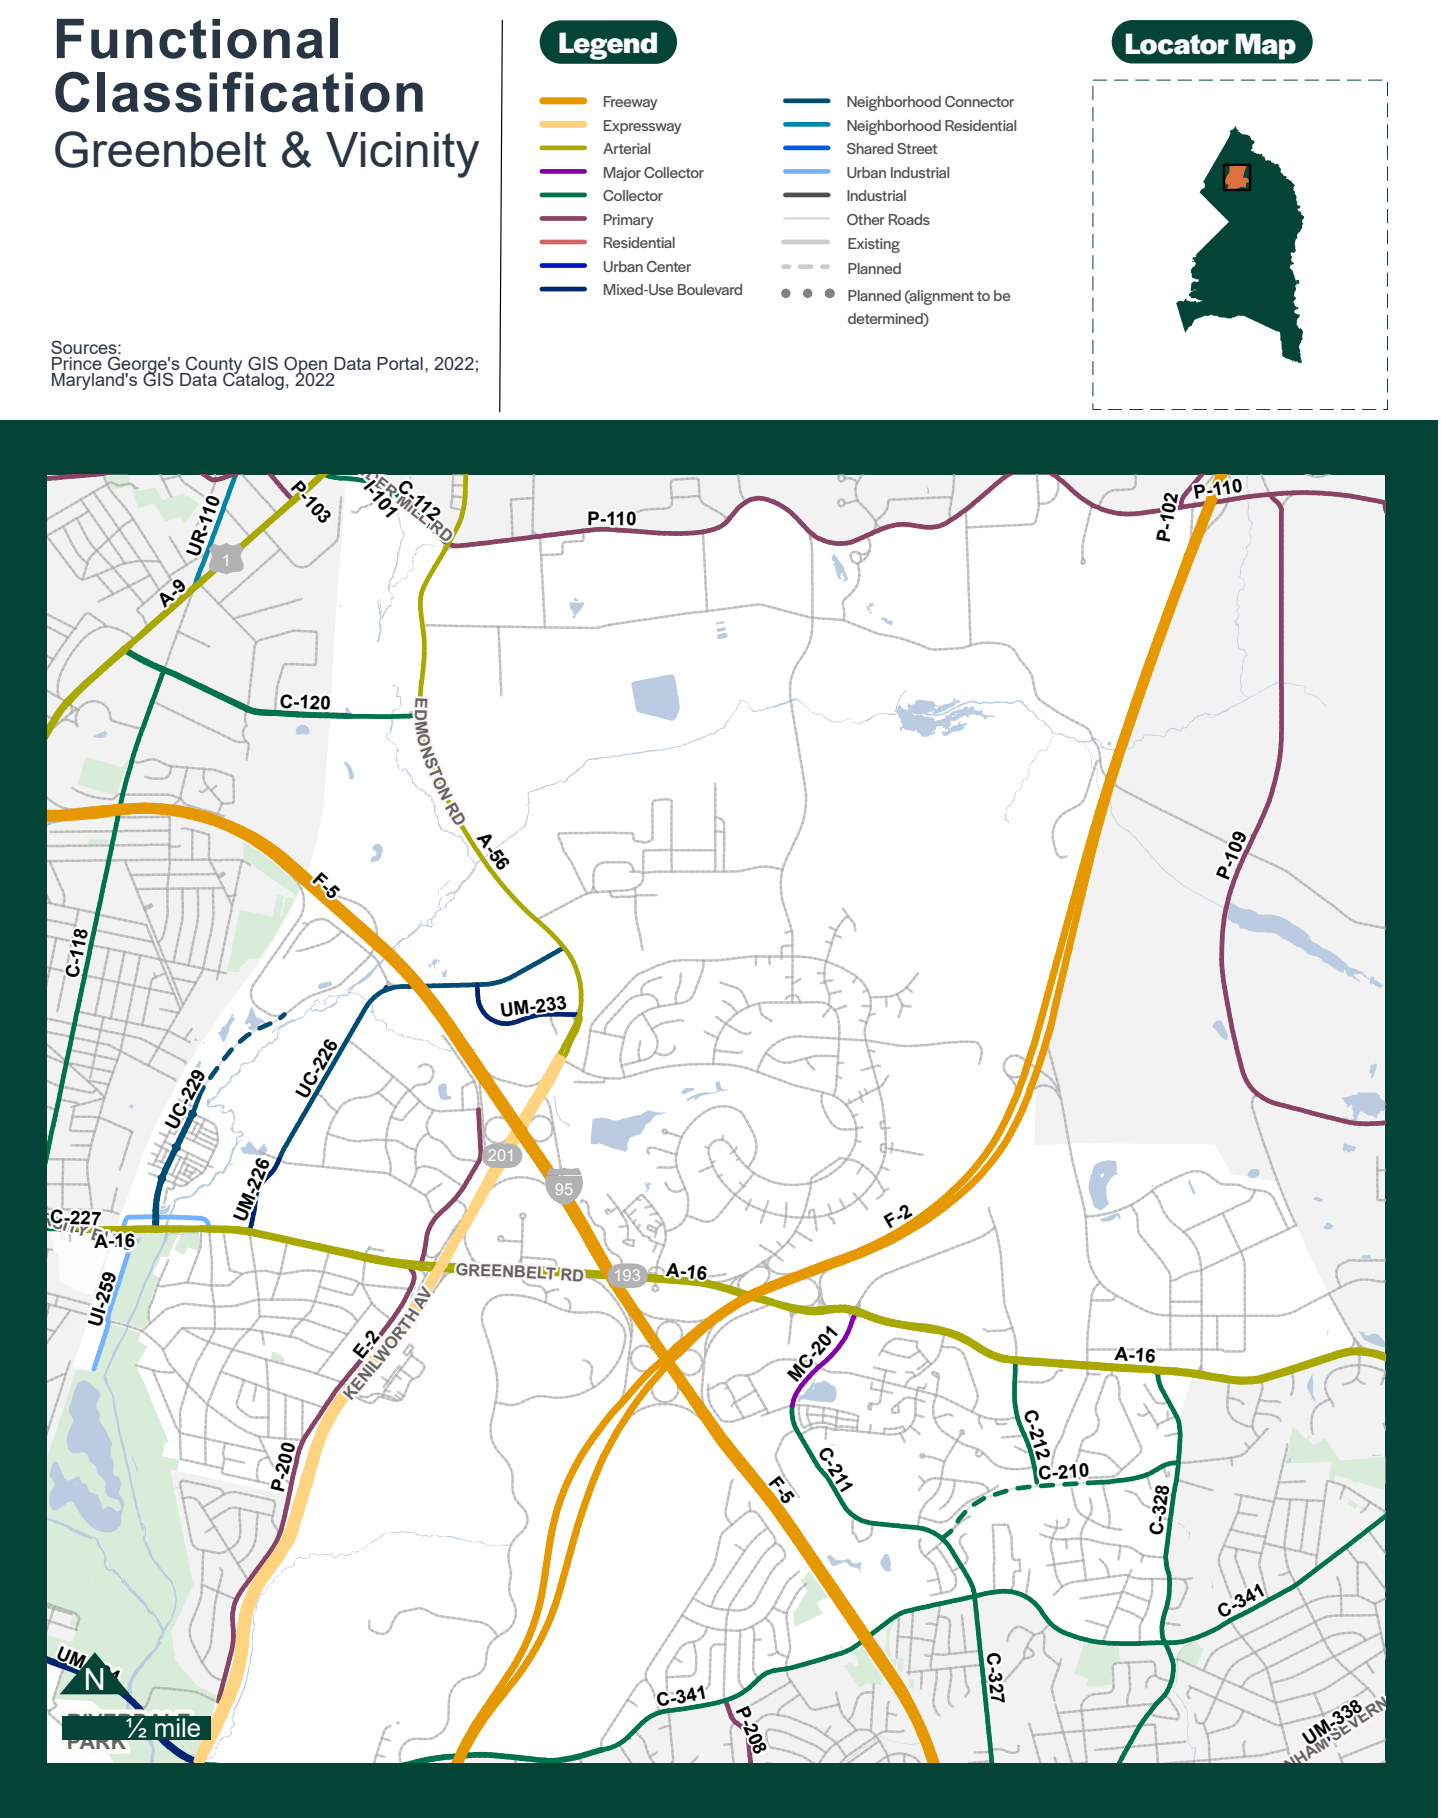 Functional
Classification
Greenbelt & Vicinity
Sources:
Prince George's County GIS Open Data Portal, 2022;
Maryland's GIS Data Catalog, 2022
Legend
Freeway
Expressway
Arterial
Major Collector
Collector
Primary
Residential
Urban Center
Mixed-Use Boulevard
Neighborhood Connector
Neighborhood Residential
Shared Street
Urban Industrial
Industrial
Other Roads
Existing
Planned
Planned (alignment to be
determined)
Locator Map
UR-110
P-103
I-101
C-112
MILL RD
P-110
P-102
P-110
1
A-9
C-120
EDMONSTON RD
A-56
P-109
F-5
C-118
UM-233
UC-226
UC-229
UM-226
201
95
C-227
A-16
F-2
GREENBELT RD
193
A-16
UI-259
E-2
KENILWORTH AV
MC-201
A-16
P-200
C-211
C-212
C-210
F-5
C-328
C-341
UM-
N
½ mile
PARK
C-341
P-208
C-327
UM-338
SEVERN